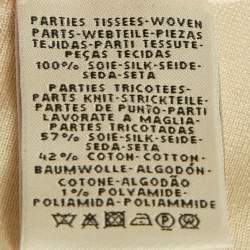 PARTIES TISSEES-WOVEN
PARTS-WEBTEILE-PIEZAS
TEJIDAS-PARTI TESSUTE-
PEÇAS TECIDAS
100% SOIE-SILK-SEIDE-
SEDA-SETA
PARTIES TRICOTEES-
PARTS KNIT-STRICKTEILE-
PARTES DE PUNTO-PARTI
LAVORATE A MAGLIA-
PARTES TRICOTADAS
57% SOIE-SILK-SEIDE-
SEDA-SETA
42% COTON-COTTON-
BAUMWOLLE-ALGODÓN-
COTONE-ALGODÃO
1% POLYAMIDE-
POLIAMIDA-POLIAMMIDE